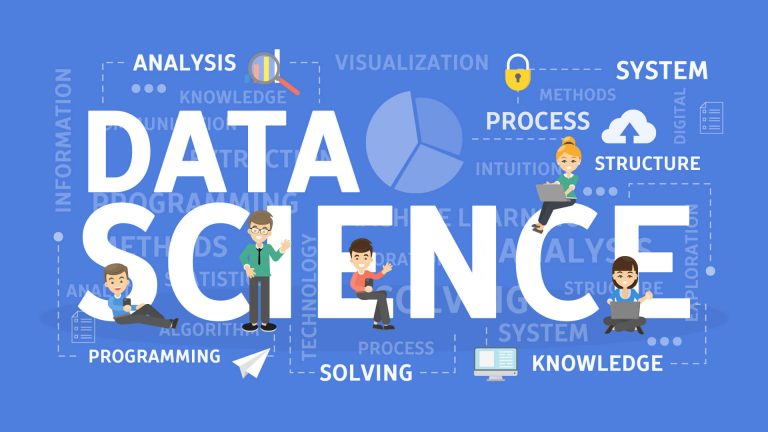 ANALYSIS
VISUALIZATION
SYSTEM
INFORMATION
KNOWLEDGE
METHODS
DIGITAL
DATA
PROCESS
INTUITION
STRUCTURE
PROGRAMMING
SCIENCE
METHODS
ANALYSIS
EXPLORATION
TECHNOLOGY
SOLVING
STRUCTURE
ALGORITHM
SYSTEM
PROGRAMMING
PROCESS
SOLVING
KNOWLEDGE